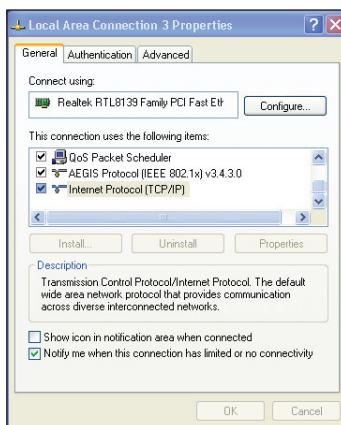 Local Area Connection 3 Properties
General Authentication Advanced
Connect using:
Realtek RTL8139 Family PCI Fast Eth
Configure...
This connection uses the following items:
QoS Packet Scheduler
AEGIS Protocol (IEEE 802.1x) v3.4.3.0
Internet Protocol (TCP/IP)
Install... Uninstall Properties
Description
Transmission Control Protocol/Internet Protocol. The default
wide area network protocol that provides communication
across diverse interconnected networks.
Show icon in notification area when connected
Notify me when this connection has limited or no connectivity
OK Cancel